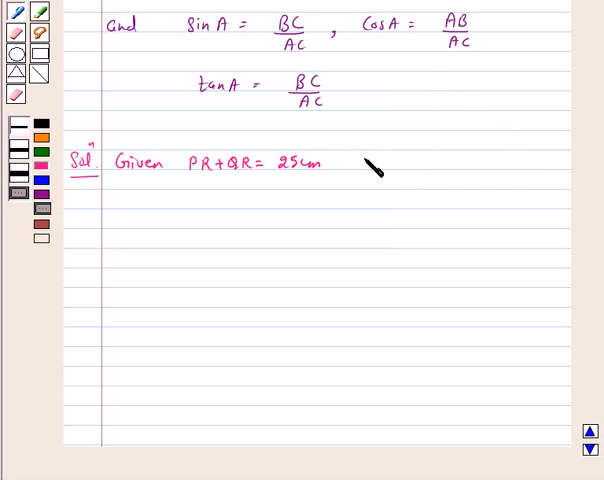 and sin A = BC/AC , cos A = AB/AC
tan A = BC/AC
Solⁿ. Given PR + QR = 25cm